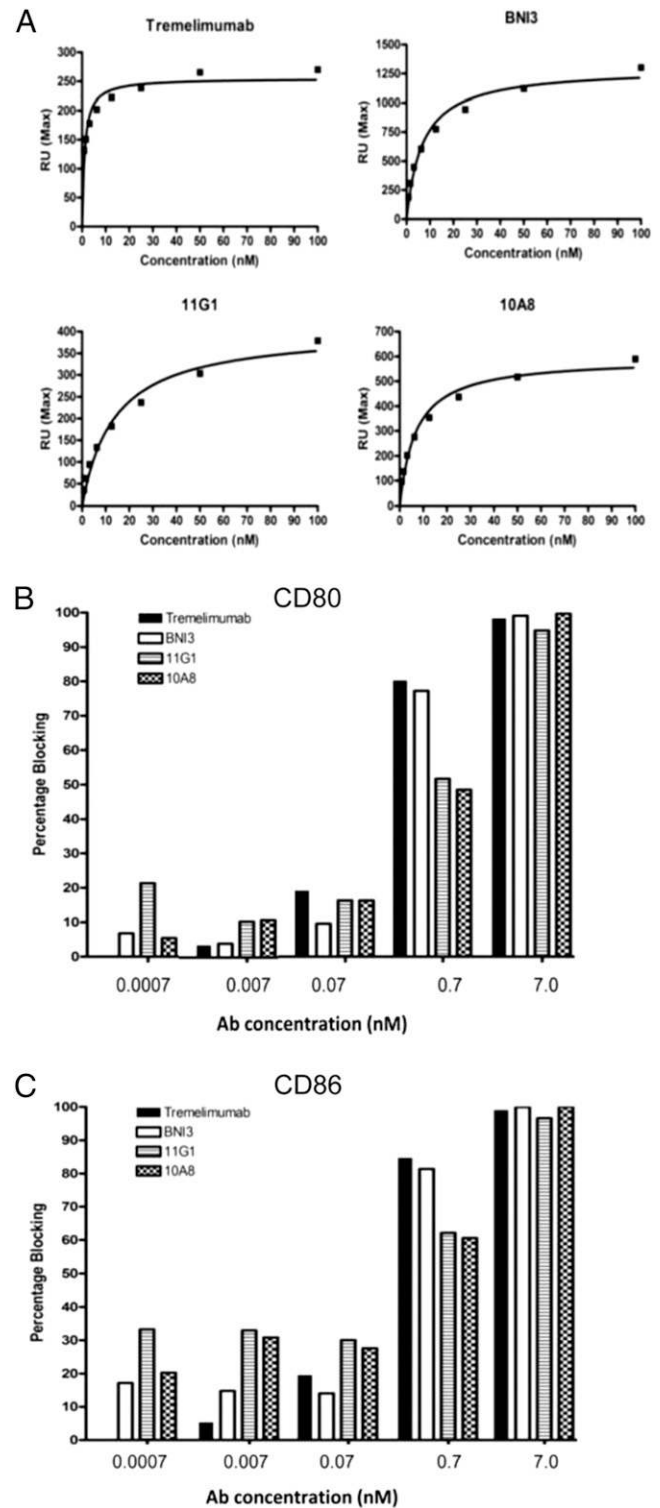 A
Tremelimumab
RU (Max)
300
250
200
150
100
50
0
0 10 20 30 40 50 60 70 80 90 100
Concentration (nM)
BNI3
RU (Max)
1500
1250
1000
750
500
250
0
0 10 20 30 40 50 60 70 80 90 100
Concentration (nM)
11G1
RU (Max)
400
350
300
250
200
150
100
50
0
0 10 20 30 40 50 60 70 80 90 100
Concentration (nM)
10A8
RU (Max)
700
600
500
400
300
200
100
0
0 10 20 30 40 50 60 70 80 90 100
Concentration (nM)
B
CD80
Tremelimumab
BNI3
11G1
10A8
Percentage Blocking
100
90
80
70
60
50
40
30
20
10
0
0.0007 0.007 0.07 0.7 7.0
Ab concentration (nM)
C
CD86
Tremelimumab
BNI3
11G1
10A8
Percentage Blocking
100
90
80
70
60
50
40
30
20
10
0
0.0007 0.007 0.07 0.7 7.0
Ab concentration (nM)